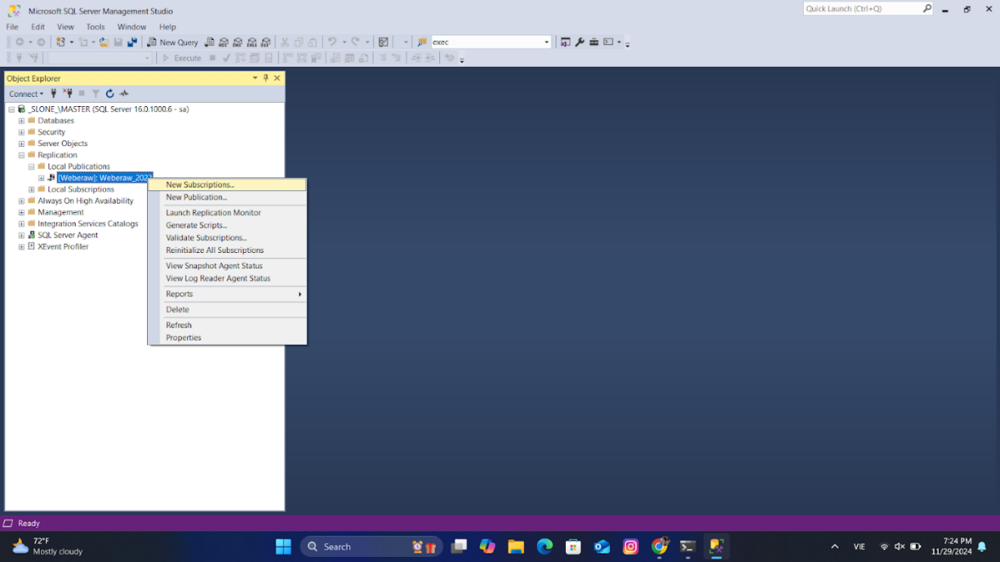 Microsoft SQL Server Management Studio
Quick Launch (Ctrl+Q)
File Edit View Tools Window Help
New Query
exec
Execute
Object Explorer
Connect
_SLONE_\MASTER (SQL Server 16.0.1000.6 - sa)
Databases
Security
Server Objects
Replication
Local Publications
[Weberaw]: Weberaw_2022
Local Subscriptions
Always On High Availability
Management
Integration Services Catalogs
SQL Server Agent
XEvent Profiler
New Subscriptions...
New Publication...
Launch Replication Monitor
Generate Scripts...
Validate Subscriptions...
Reinitialize All Subscriptions
View Snapshot Agent Status
View Log Reader Agent Status
Reports
Delete
Refresh
Properties
Ready
72°F
Mostly cloudy
Search
VIE
7:24 PM
11/29/2024